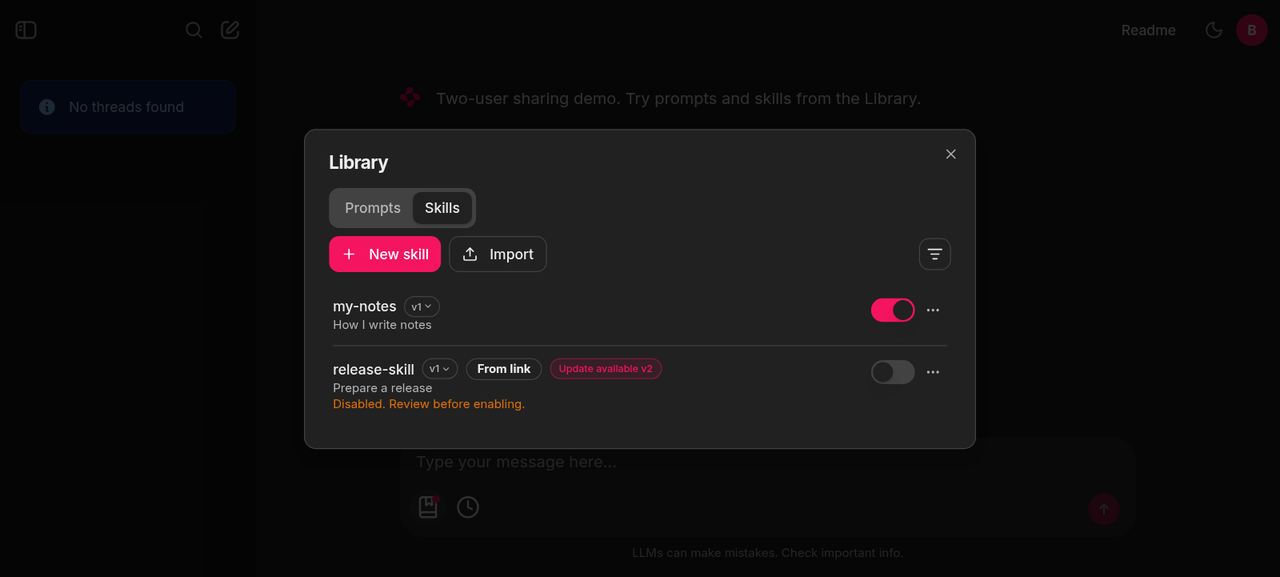 Readme
B
No threads found
Two-user sharing demo. Try prompts and skills from the Library.
Library
Prompts
Skills
New skill
Import
my-notes
v1
How I write notes
release-skill
v1
From link
Update available v2
Prepare a release
Disabled. Review before enabling.
Type your message here...
LLMs can make mistakes. Check important info.